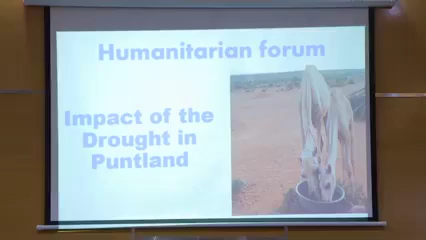 Humanitarian forum
Impact of the
Drought in
Puntland